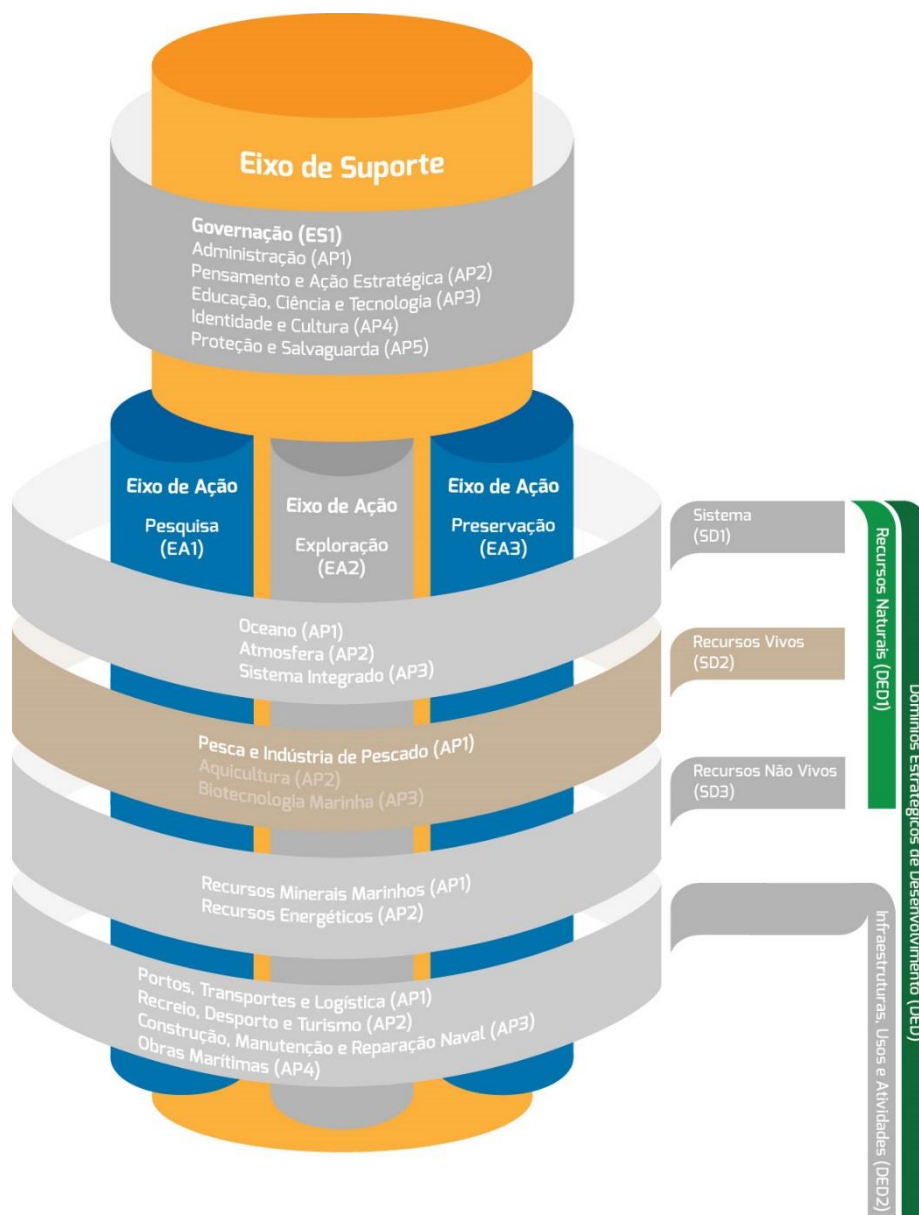 Eixo de Suporte
Governação (ES1)
Administração (AP1)
Pensamento e Ação Estratégica (AP2)
Educação, Ciência e Tecnologia (AP3)
Identidade e Cultura (AP4)
Proteção e Salvaguarda (AP5)
Eixo de Ação
Pesquisa
(EA1)
Eixo de Ação
Exploração
(EA2)
Eixo de Ação
Preservação
(EA3)
Oceano (AP1)
Atmosfera (AP2)
Sistema Integrado (AP3)
Pesca e Indústria de Pescado (AP1)
Aquicultura (AP2)
Biotecnologia Marinha (AP3)
Recursos Minerais Marinhos (AP1)
Recursos Energéticos (AP2)
Portos, Transportes e Logística (AP1)
Recreio, Desporto e Turismo (AP2)
Construção, Manutenção e Reparação Naval (AP3)
Obras Marítimas (AP4)
Sistema
(SD1)
Recursos Vivos
(SD2)
Recursos Não Vivos
(SD3)
Recursos Naturais (DED1)
Infraestruturas, Usos e Atividades (DED2)
Domínios Estratégicos de Desenvolvimento (DED)